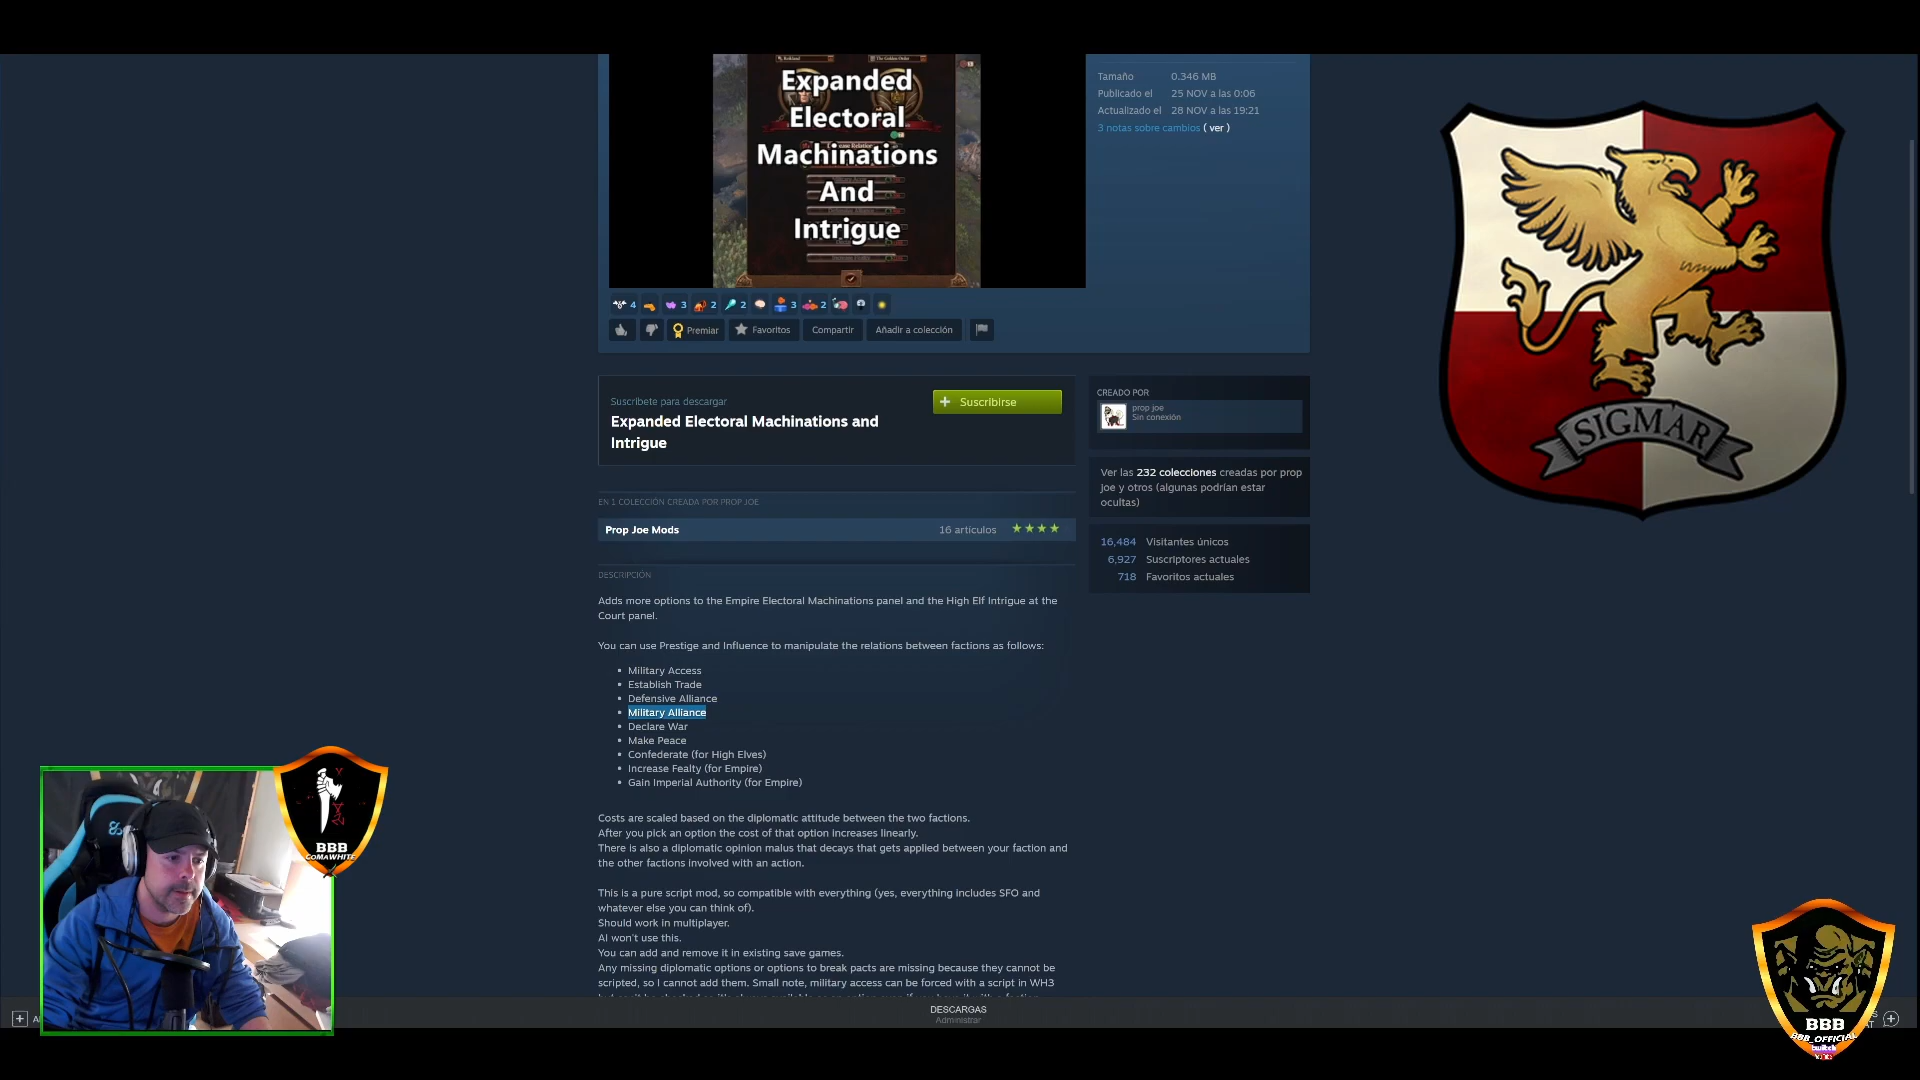 Expanded
Electoral
Machinations
And
Intrigue
Tamaño 0.346 MB
Publicado el 25 NOV a las 0:06
Actualizado el 28 NOV a las 19:21
3 notas sobre cambios ( ver )
4 3 2 2 3 2
Premiar Favoritos Compartir Añadir a colección
Suscríbete para descargar
Expanded Electoral Machinations and
Intrigue
+ Suscribirse
CREADO POR
prop joe
Sin conexión
Ver las 232 colecciones creadas por prop
joe y otros (algunas podrían estar
ocultas)
16,484 Visitantes únicos
6,927 Suscriptores actuales
718 Favoritos actuales
EN 1 COLECCIÓN CREADA POR PROP JOE
Prop Joe Mods 16 artículos
DESCRIPCIÓN
Adds more options to the Empire Electoral Machinations panel and the High Elf Intrigue at the
Court panel.
You can use Prestige and Influence to manipulate the relations between factions as follows:
• Military Access
• Establish Trade
• Defensive Alliance
• Military Alliance
• Declare War
• Make Peace
• Confederate (for High Elves)
• Increase Fealty (for Empire)
• Gain Imperial Authority (for Empire)
Costs are scaled based on the diplomatic attitude between the two factions.
After you pick an option the cost of that option increases linearly.
There is also a diplomatic opinion malus that decays that gets applied between your faction and
the other factions involved with an action.
This is a pure script mod, so compatible with everything (yes, everything includes SFO and
whatever else you can think of).
Should work in multiplayer.
AI won't use this.
You can add and remove it in existing save games.
Any missing diplomatic options or options to break pacts are missing because they cannot be
scripted, so I cannot add them. Small note, military access can be forced with a script in WH3
DESCARGAS
Administrar
SIGMAR
BBB
CoMaWHITE
BBB
BBB_OFFICIAL
twitch